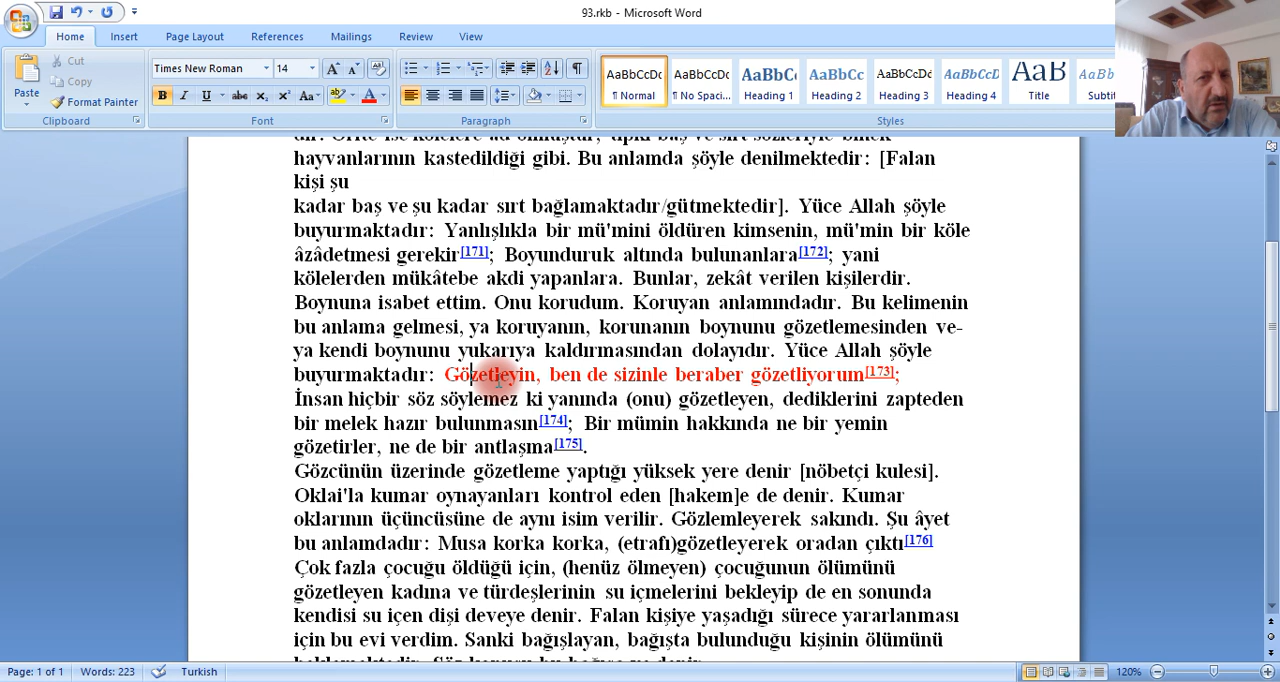 93.rkb - Microsoft Word
Home Insert Page Layout References Mailings Review View
Paste
Cut
Copy
Format Painter
Clipboard
Times New Roman 14
Font
Paragraph
AaBbCcDc AaBbCcDc AaBbCc AaBbCc AaBbCcDc AaBbCcD AaB AaBb
¶ Normal ¶ No Spaci... Heading 1 Heading 2 Heading 3 Heading 4 Title Subtit
Styles
hayvanlarının kastedildiği gibi. Bu anlamda şöyle denilmektedir: [Falan
kişi şu
kadar baş ve şu kadar sırt bağlamaktadır/gütmektedir]. Yüce Allah şöyle
buyurmaktadır: Yanlışlıkla bir mü'mini öldüren kimsenin, mü'min bir köle
âzâdetmesi gerekir[171]; Boyunduruk altında bulunanlara[172]; yani
kölelerden mükâtebe akdi yapanlara. Bunlar, zekât verilen kişilerdir.
Boynuna isabet ettim. Onu korudum. Koruyan anlamındadır. Bu kelimenin
bu anlama gelmesi, ya koruyanın, korunanın boynunu gözetlemesinden ve-
ya kendi boynunu yukarıya kaldırmasından dolayıdır. Yüce Allah şöyle
buyurmaktadır: Gözetleyin, ben de sizinle beraber gözetliyorum[173];
İnsan hiçbir söz söylemez ki yanında (onu) gözetleyen, dediklerini zapteden
bir melek hazır bulunmasın[174]; Bir mümin hakkında ne bir yemin
gözetirler, ne de bir antlaşma[175].
Gözcünün üzerinde gözetleme yaptığı yüksek yere denir [nöbetçi kulesi].
Oklai'la kumar oynayanları kontrol eden [hakem]e de denir. Kumar
oklarının üçüncüsüne de aynı isim verilir. Gözlemleyerek sakındı. Şu âyet
bu anlamdadır: Musa korka korka, (etrafı)gözetleyerek oradan çıktı[176]
Çok fazla çocuğu öldüğü için, (henüz ölmeyen) çocuğunun ölümünü
gözetleyen kadına ve türdeşlerinin su içmelerini bekleyip de en sonunda
kendisi su içen dişi deveye denir. Falan kişiye yaşadığı sürece yararlanması
için bu evi verdim. Sanki bağışlayan, bağışta bulunduğu kişinin ölümünü
Page: 1 of 1 Words: 223 Turkish 120%